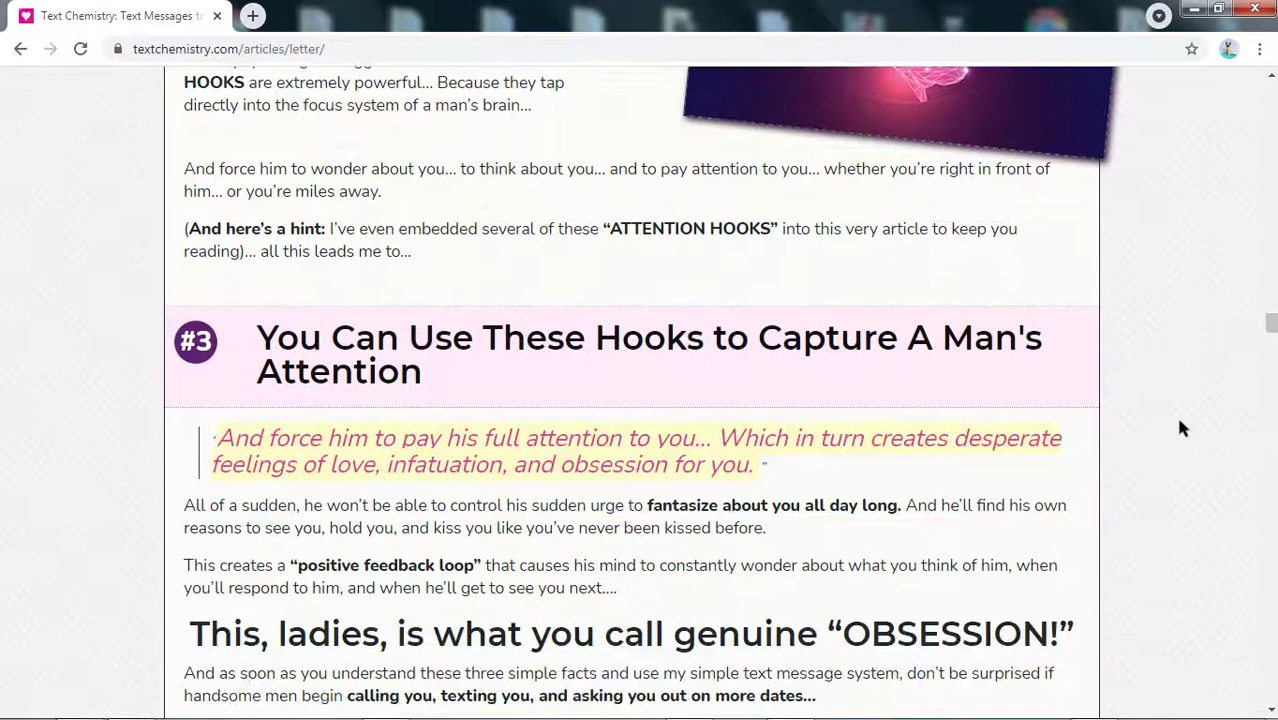 Text Chemistry: Text Messages to
textchemistry.com/articles/letter/
HOOKS are extremely powerful... Because they tap
directly into the focus system of a man's brain...
And force him to wonder about you... to think about you... and to pay attention to you... whether you're right in front of
him... or you're miles away.
(And here's a hint: I've even embedded several of these “ATTENTION HOOKS” into this very article to keep you
reading)... all this leads me to...
#3 You Can Use These Hooks to Capture A Man's
Attention
“And force him to pay his full attention to you... Which in turn creates desperate
feelings of love, infatuation, and obsession for you. ”
All of a sudden, he won't be able to control his sudden urge to fantasize about you all day long. And he'll find his own
reasons to see you, hold you, and kiss you like you've never been kissed before.
This creates a “positive feedback loop” that causes his mind to constantly wonder about what you think of him, when
you'll respond to him, and when he'll get to see you next....
This, ladies, is what you call genuine “OBSESSION!”
And as soon as you understand these three simple facts and use my simple text message system, don't be surprised if
handsome men begin calling you, texting you, and asking you out on more dates...